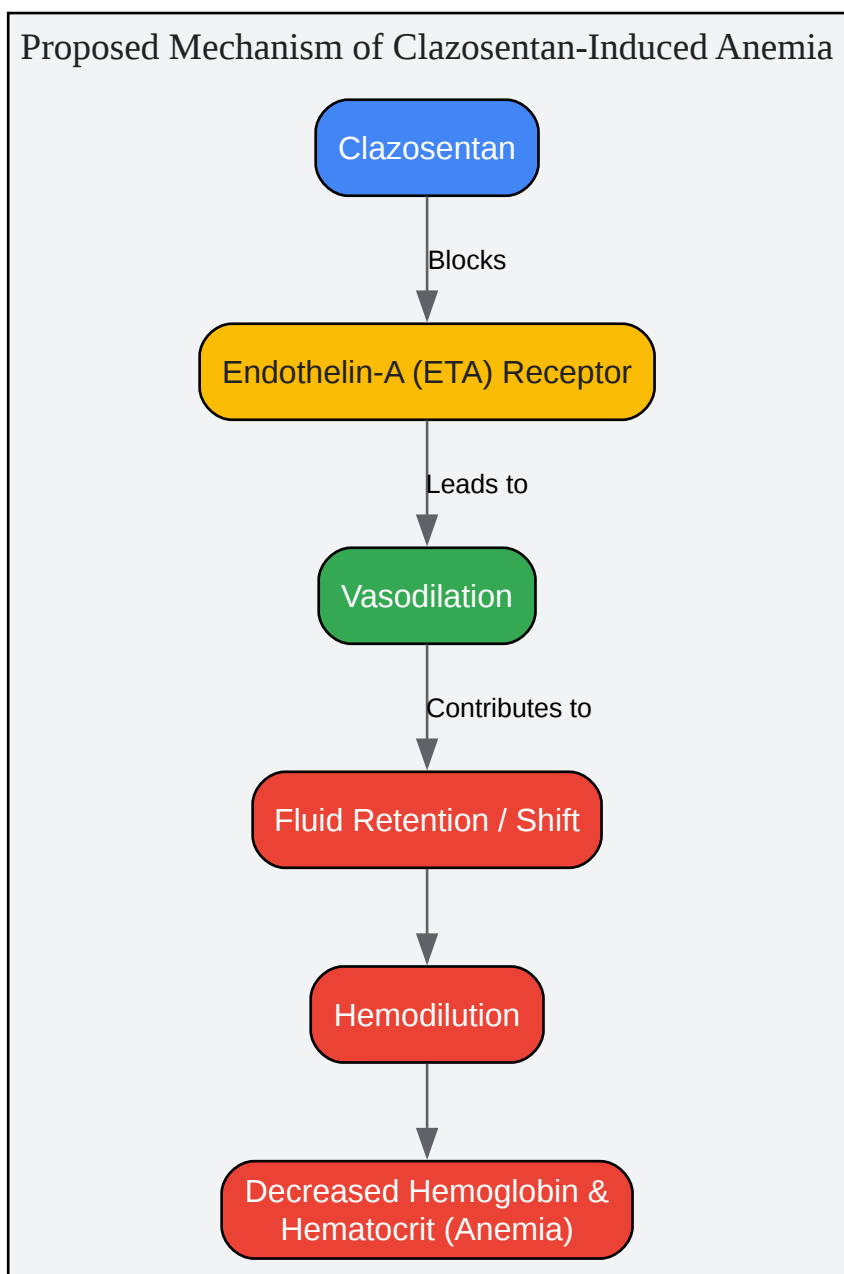 Proposed Mechanism of Clazosentan-Induced Anemia
Clazosentan
Blocks
Endothelin-A (ETA) Receptor
Leads to
Vasodilation
Contributes to
Fluid Retention / Shift
Hemodilution
Decreased Hemoglobin &
Hematocrit (Anemia)